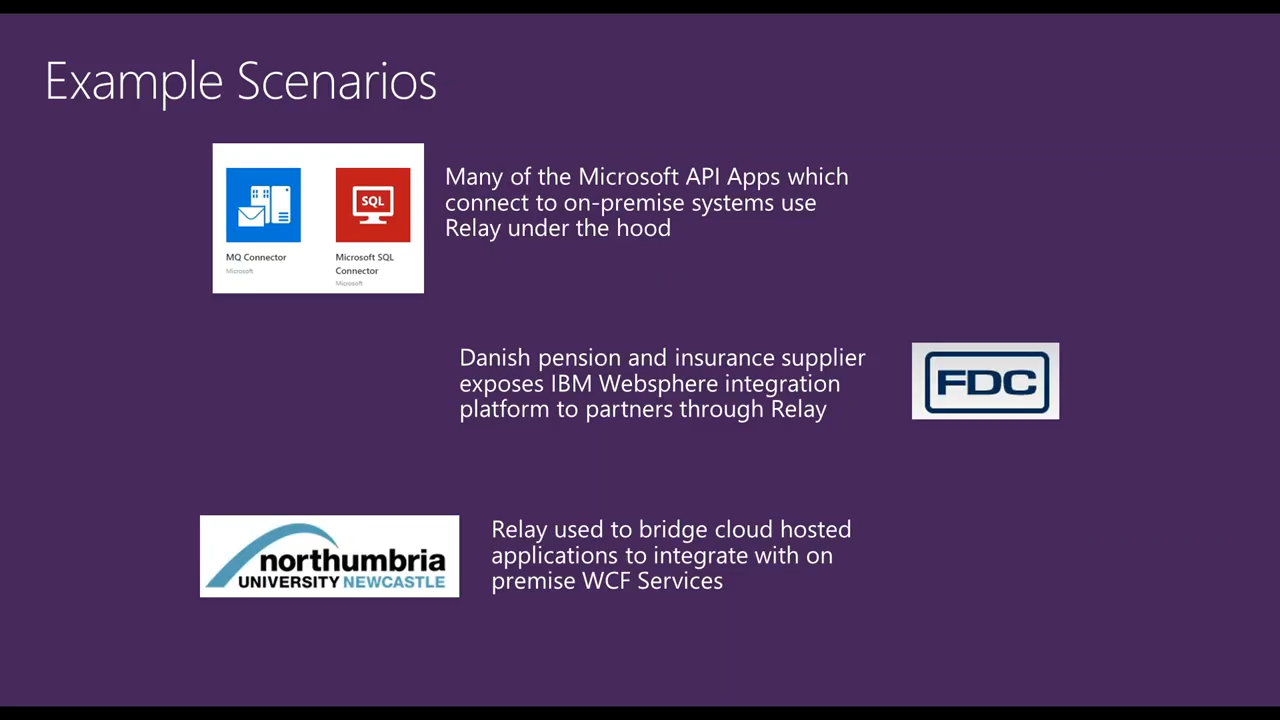 Example Scenarios
SQL
MQ Connector
Microsoft
Microsoft SQL
Connector
Microsoft
Many of the Microsoft API Apps which
connect to on-premise systems use
Relay under the hood
Danish pension and insurance supplier
exposes IBM Websphere integration
platform to partners through Relay
FDC
northumbria
UNIVERSITY NEWCASTLE
Relay used to bridge cloud hosted
applications to integrate with on
premise WCF Services